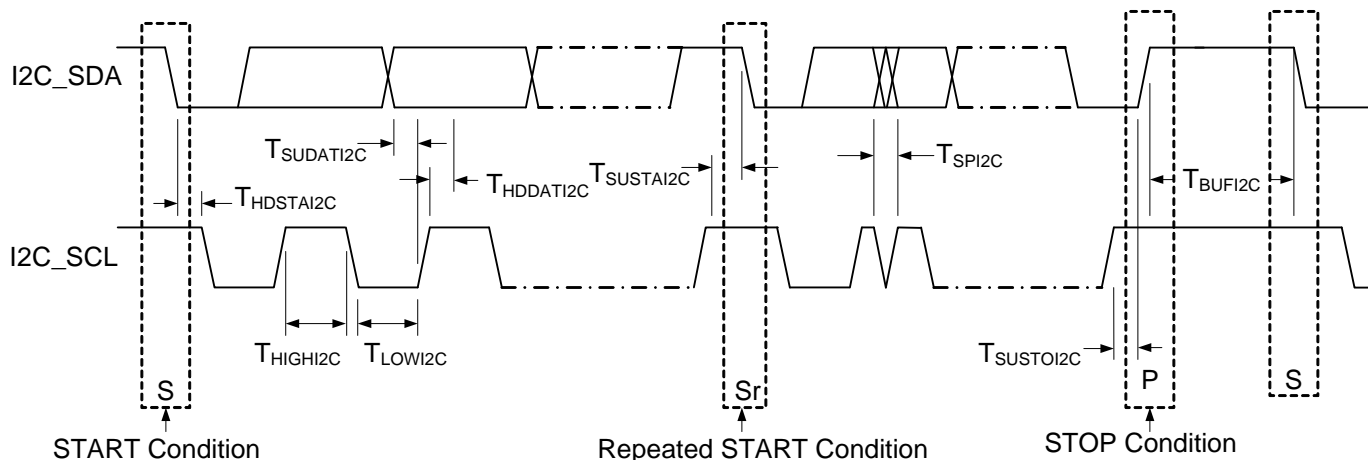 I2C_SDA
TSUDATI2C
THDDATI2C
TSUSTAI2C
TSPI2C
TBUFI2C
THDSTAI2C
I2C_SCL
THIGHI2C
TLOWI2C
TSUSTOI2C
S
Sr
P
S
START Condition
Repeated START Condition
STOP Condition